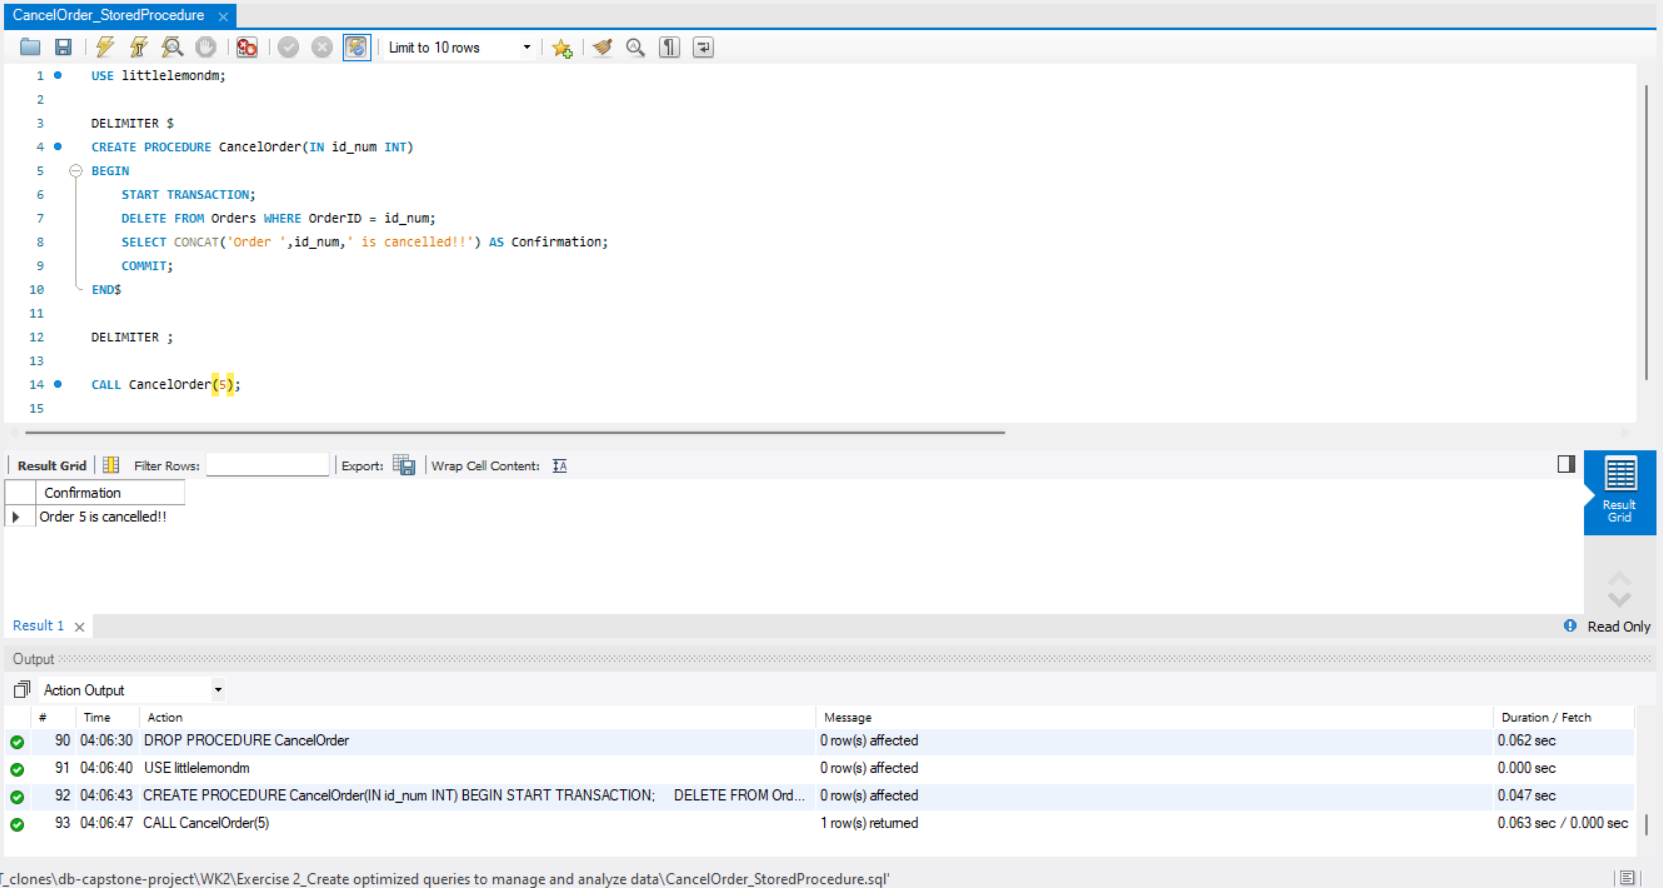 CancelOrder_StoredProcedure
Limit to 10 rows
1 USE littlelemondm;
2
3 DELIMITER $
4 CREATE PROCEDURE CancelOrder(IN id_num INT)
5 BEGIN
6 START TRANSACTION;
7 DELETE FROM Orders WHERE OrderID = id_num;
8 SELECT CONCAT('Order ',id_num,' is cancelled!!') AS Confirmation;
9 COMMIT;
10 END$
11
12 DELIMITER ;
13
14 CALL CancelOrder(5);
15
Result Grid Filter Rows: Export: Wrap Cell Content:
Confirmation
Order 5 is cancelled!!
Result
Grid
Result 1
Read Only
Output
Action Output
# Time Action Message Duration / Fetch
90 04:06:30 DROP PROCEDURE CancelOrder 0 row(s) affected 0.062 sec
91 04:06:40 USE littlelemondm 0 row(s) affected 0.000 sec
92 04:06:43 CREATE PROCEDURE CancelOrder(IN id_num INT) BEGIN START TRANSACTION; DELETE FROM Ord... 0 row(s) affected 0.047 sec
93 04:06:47 CALL CancelOrder(5) 1 row(s) returned 0.063 sec / 0.000 sec
T_clones\db-capstone-project\WK2\Exercise 2_Create optimized queries to manage and analyze data\CancelOrder_StoredProcedure.sql'